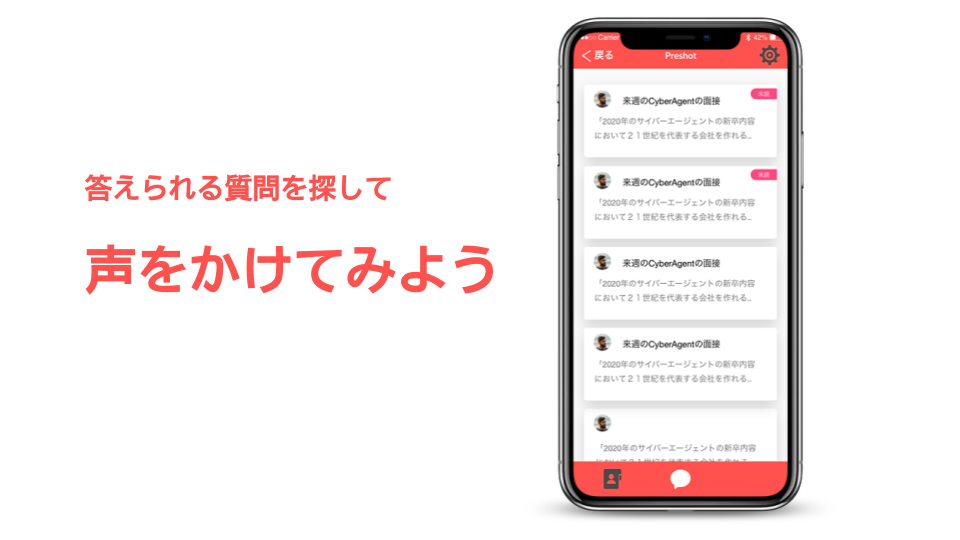 答えられる質問を探して
声をかけてみよう
Carrier
42%
戻る
Preshot
来週のCyberAgentの面接
未読
「2020年のサイバーエージェントの新卒内容
において２１世紀を代表する会社を作れる...
来週のCyberAgentの面接
未読
「2020年のサイバーエージェントの新卒内容
において２１世紀を代表する会社を作れる...
来週のCyberAgentの面接
「2020年のサイバーエージェントの新卒内容
において２１世紀を代表する会社を作れる...
来週のCyberAgentの面接
「2020年のサイバーエージェントの新卒内容
において２１世紀を代表する会社を作れる...
「2020年のサイバーエージェントの新卒内容
において２１世紀を代表する会社を作れる...